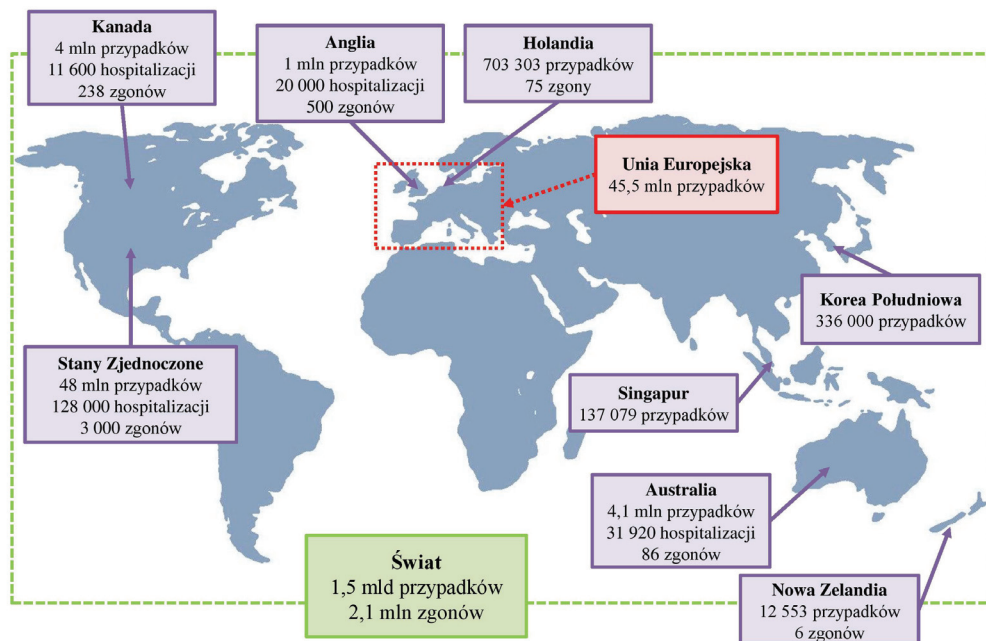 Kanada
4 mln przypadków
11 600 hospitalizacji
238 zgonów
Anglia
1 mln przypadków
20 000 hospitalizacji
500 zgonów
Holandia
703 303 przypadków
75 zgony
Unia Europejska
45,5 mln przypadków
Korea Południowa
336 000 przypadków
Stany Zjednoczone
48 mln przypadków
128 000 hospitalizacji
3 000 zgonów
Singapur
137 079 przypadków
Australia
4,1 mln przypadków
31 920 hospitalizacji
86 zgonów
Świat
1,5 mld przypadków
2,1 mln zgonów
Nowa Zelandia
12 553 przypadków
6 zgonów